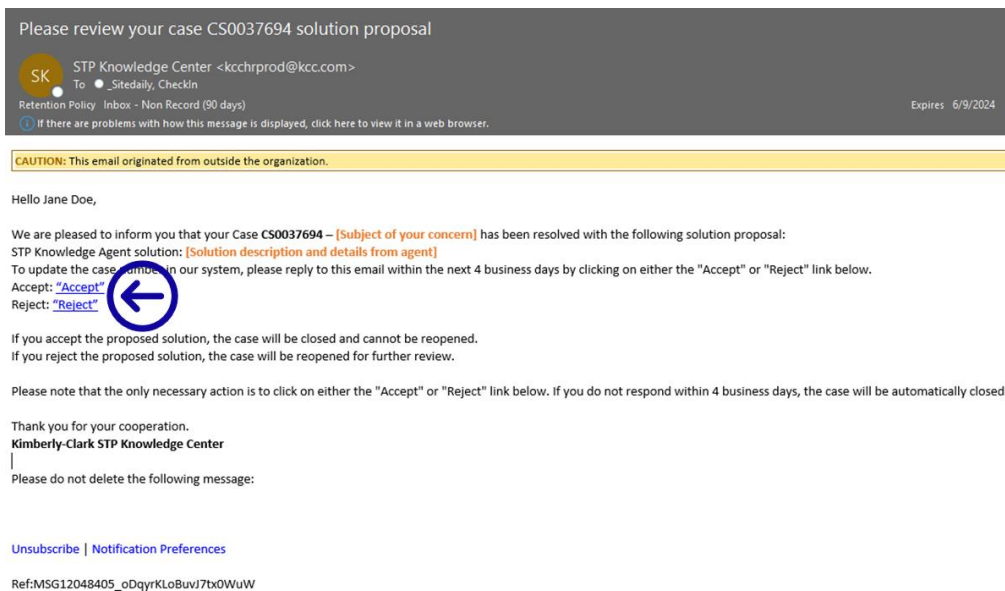 Please review your case CS0037694 solution proposal
SK
STP Knowledge Center <kcchrprod@kcc.com>
To _Sitedaily, CheckIn
Retention Policy Inbox - Non Record (90 days)
Expires 6/9/2024
If there are problems with how this message is displayed, click here to view it in a web browser.
CAUTION: This email originated from outside the organization.
Hello Jane Doe,
We are pleased to inform you that your Case CS0037694 – [Subject of your concern] has been resolved with the following solution proposal:
STP Knowledge Agent solution: [Solution description and details from agent]
To update the case number in our system, please reply to this email within the next 4 business days by clicking on either the "Accept" or "Reject" link below.
Accept: “Accept”
Reject: “Reject”
If you accept the proposed solution, the case will be closed and cannot be reopened.
If you reject the proposed solution, the case will be reopened for further review.
Please note that the only necessary action is to click on either the "Accept" or "Reject" link below. If you do not respond within 4 business days, the case will be automatically closed
Thank you for your cooperation.
Kimberly-Clark STP Knowledge Center
Please do not delete the following message:
Unsubscribe | Notification Preferences
Ref:MSG12048405_oDqyrKLoBuvJ7tx0WuW